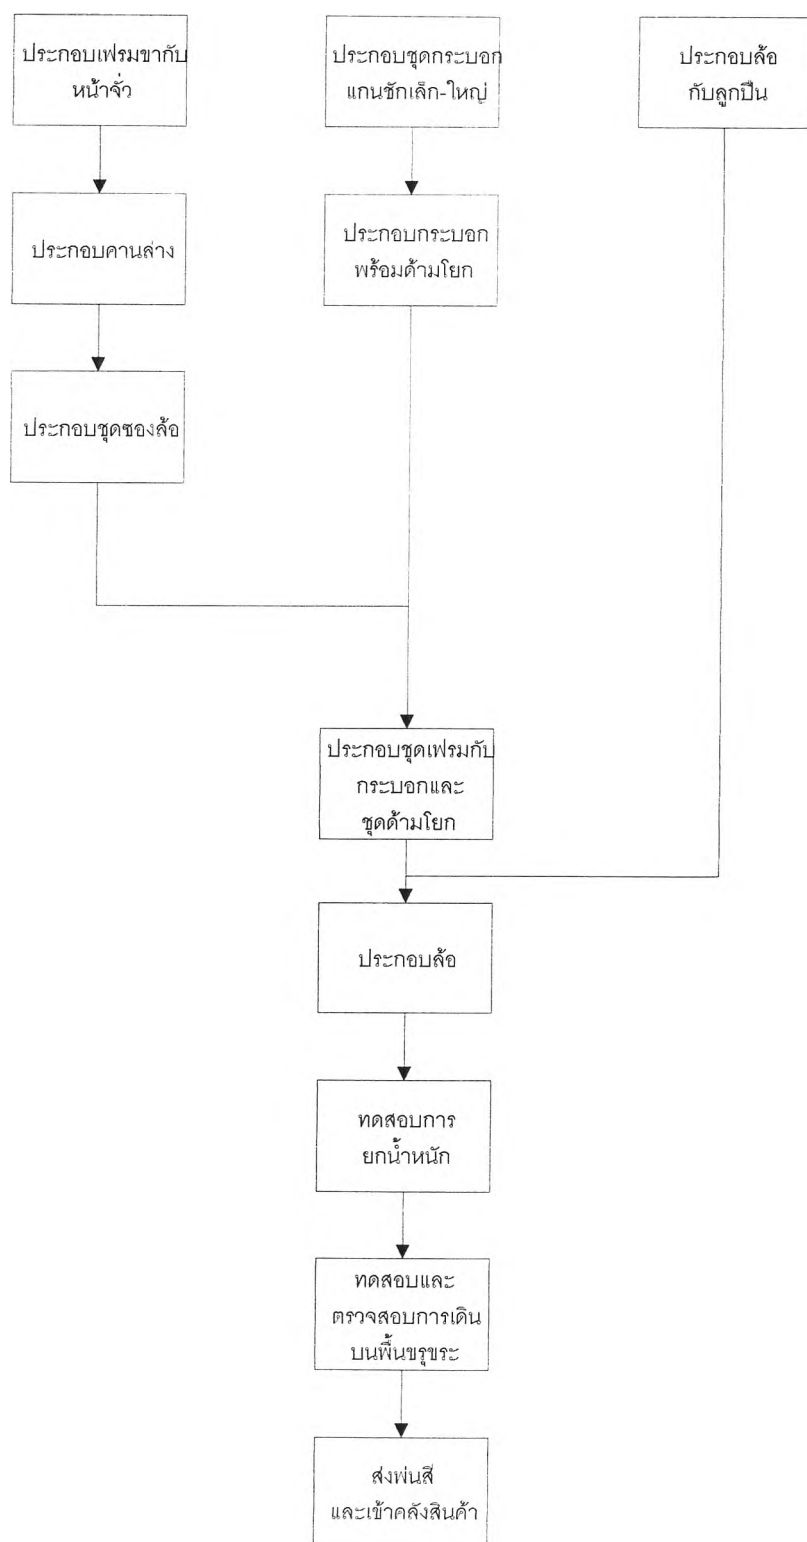 ประกอบเฟรมขากับ
หน้าจั่ว
ประกอบชุดกระบอก
แกนชักเล็ก-ใหญ่
ประกอบล้อ
กับลูกปืน
ประกอบคานล่าง
ประกอบกระบอก
พร้อมด้ามโยก
ประกอบชุดซองล้อ
ประกอบชุดเฟรมกับ
กระบอกและ
ชุดด้ามโยก
ประกอบล้อ
ทดสอบการ
ยกน้ำหนัก
ทดสอบและ
ตรวจสอบการเดิน
บนพื้นขรุขระ
ส่งพ่นสี
และเข้าคลังสินค้า